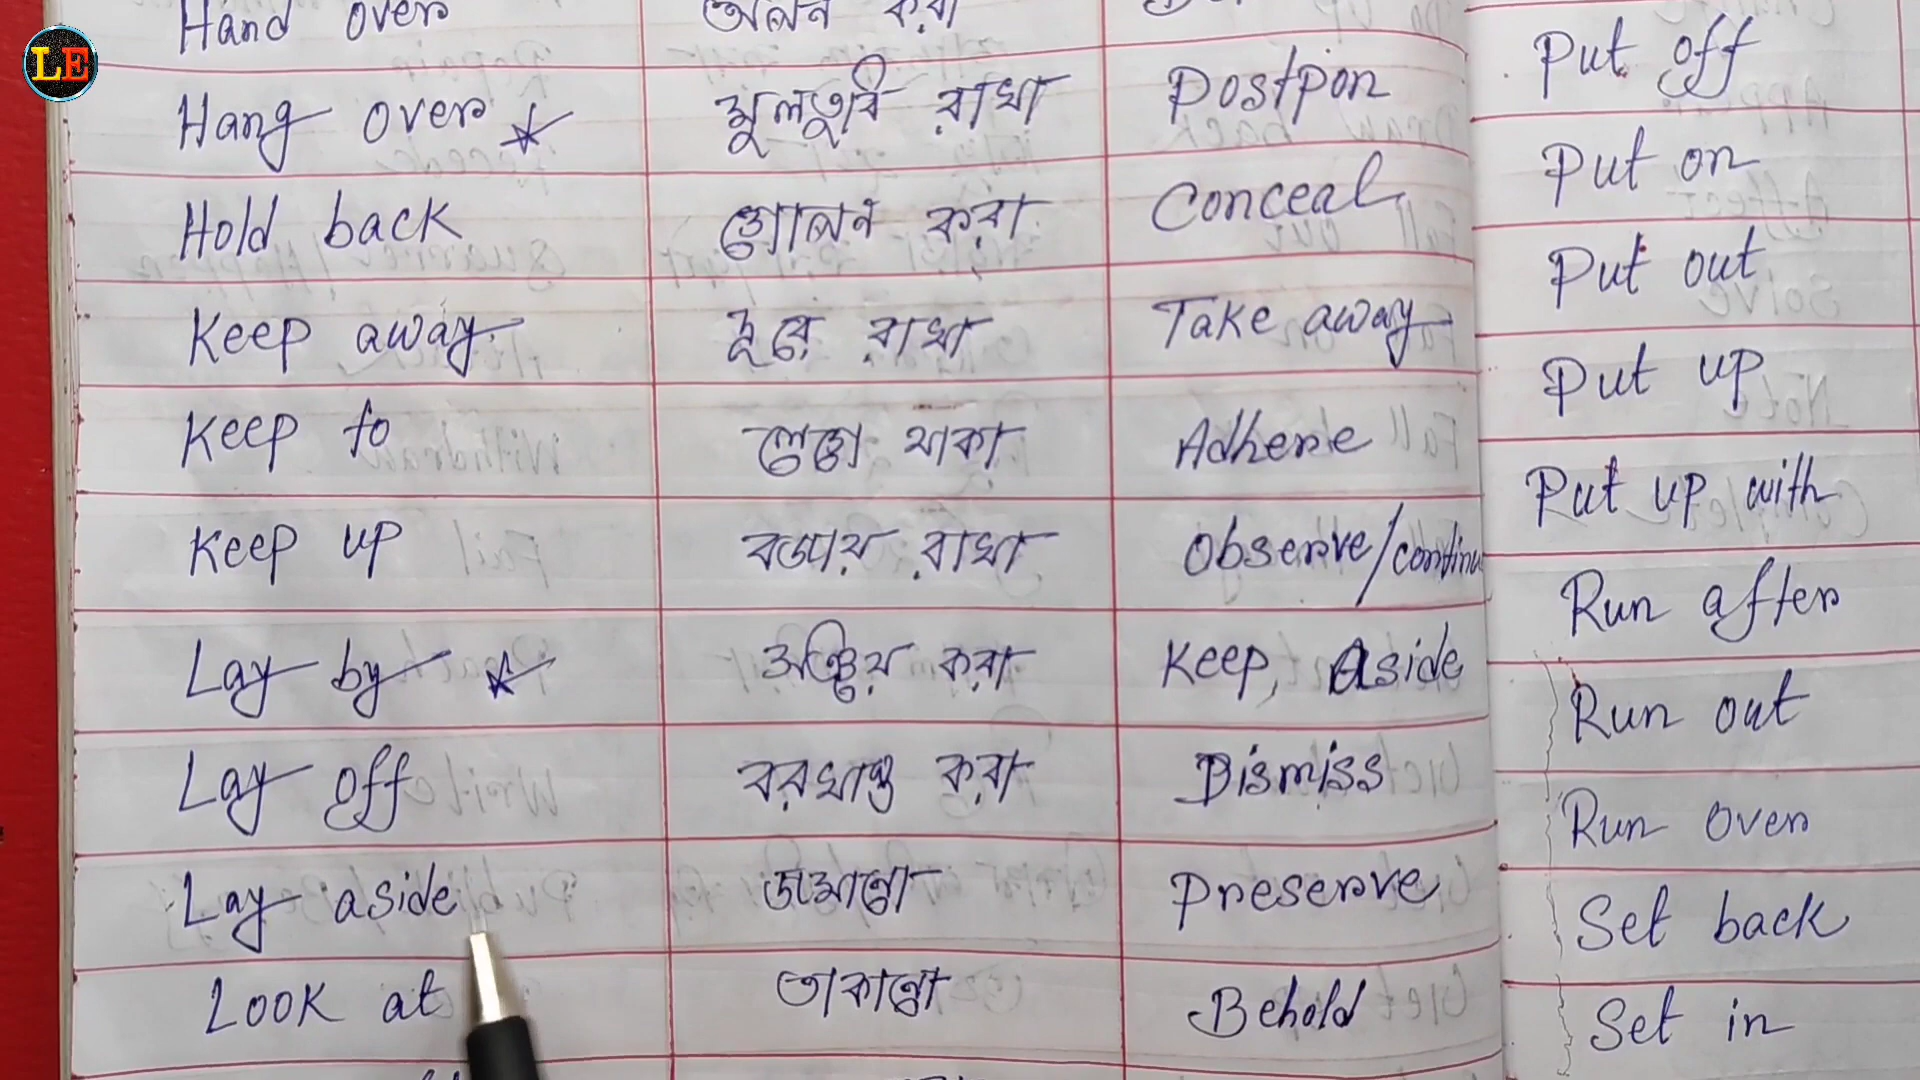 LE
Hand over
Hang over মুলতুবি রাখা Postpon
Hold back গোপন করা Conceal
Keep away দূরে রাখা Take away
Keep to লেগে থাকা Adhere
Keep up বজায় রাখা Observe/continu
Lay by সঞ্চয় করা Keep, Aside
Lay off বরখাস্ত করা Dismiss
Lay aside জমানো Preserve
Look at তাকানো Behold
Put off
Put on
Put out
Put up
Put up with
Run after
Run out
Run over
Set back
Set in